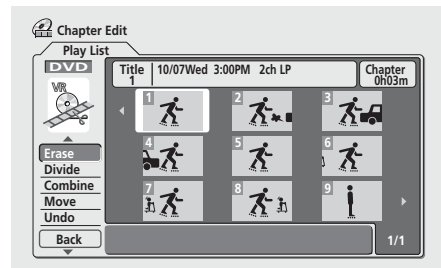 Chapter Edit
Play List
DVD
VR
Title 1
10/07Wed 3:00PM 2ch LP
Chapter 0h03m
1
2
3
4
5
6
7
8
9
Erase
Divide
Combine
Move
Undo
Back
1/1